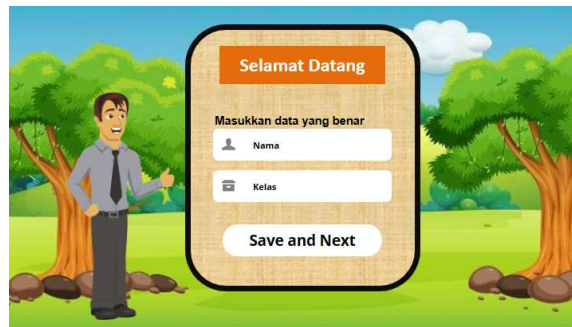 Selamat Datang
Masukkan data yang benar
Nama
Kelas
Save and Next